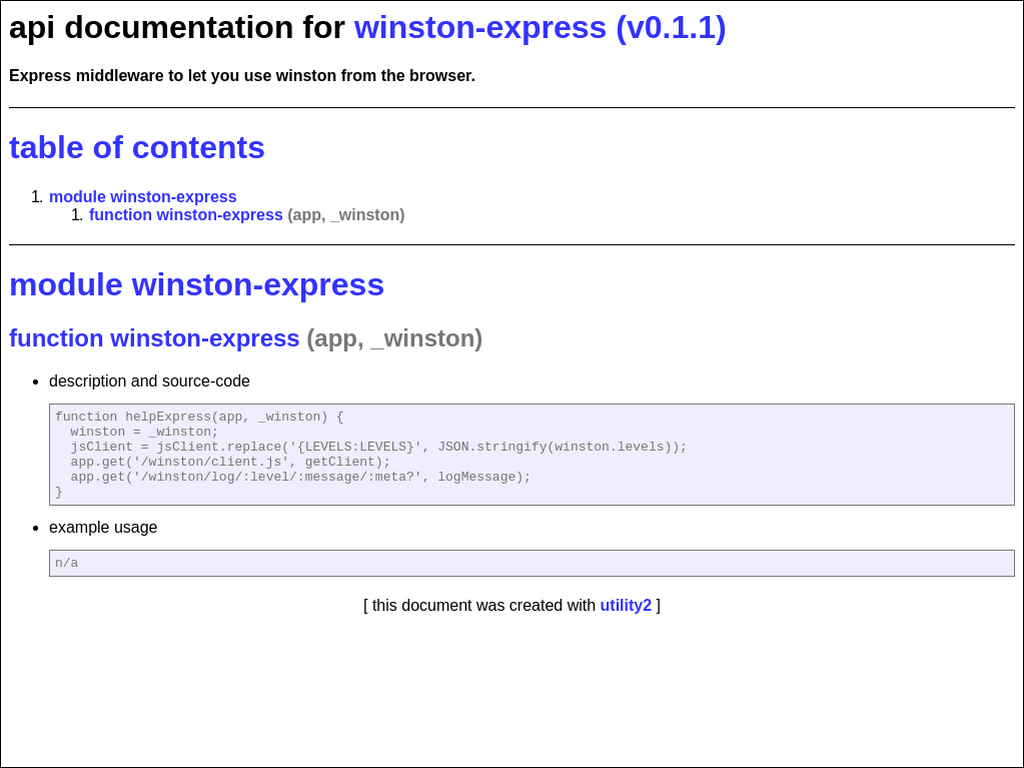 api documentation for winston-express (v0.1.1)
Express middleware to let you use winston from the browser.
table of contents
1. module winston-express
1. function winston-express (app, _winston)
module winston-express
function winston-express (app, _winston)
• description and source-code
function helpExpress(app, _winston) {
  winston = _winston;
  jsClient = jsClient.replace('{LEVELS:LEVELS}', JSON.stringify(winston.levels));
  app.get('/winston/client.js', getClient);
  app.get('/winston/log/:level/:message/:meta?', logMessage);
}
• example usage
n/a
[ this document was created with utility2 ]